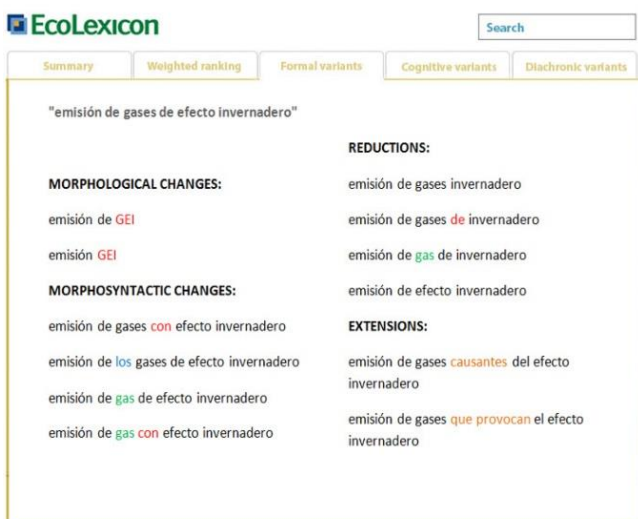 EcoLexicon
Search
Summary
Weighted ranking
Formal variants
Cognitive variants
Diachronic variants
"emisión de gases de efecto invernadero"
MORPHOLOGICAL CHANGES:
emisión de GEI
emisión GEI
MORPHOSYNTACTIC CHANGES:
emisión de gases con efecto invernadero
emisión de los gases de efecto invernadero
emisión de gas de efecto invernadero
emisión de gas con efecto invernadero
REDUCTIONS:
emisión de gases invernadero
emisión de gases de invernadero
emisión de gas de invernadero
emisión de efecto invernadero
EXTENSIONS:
emisión de gases causantes del efecto
invernadero
emisión de gases que provocan el efecto
invernadero